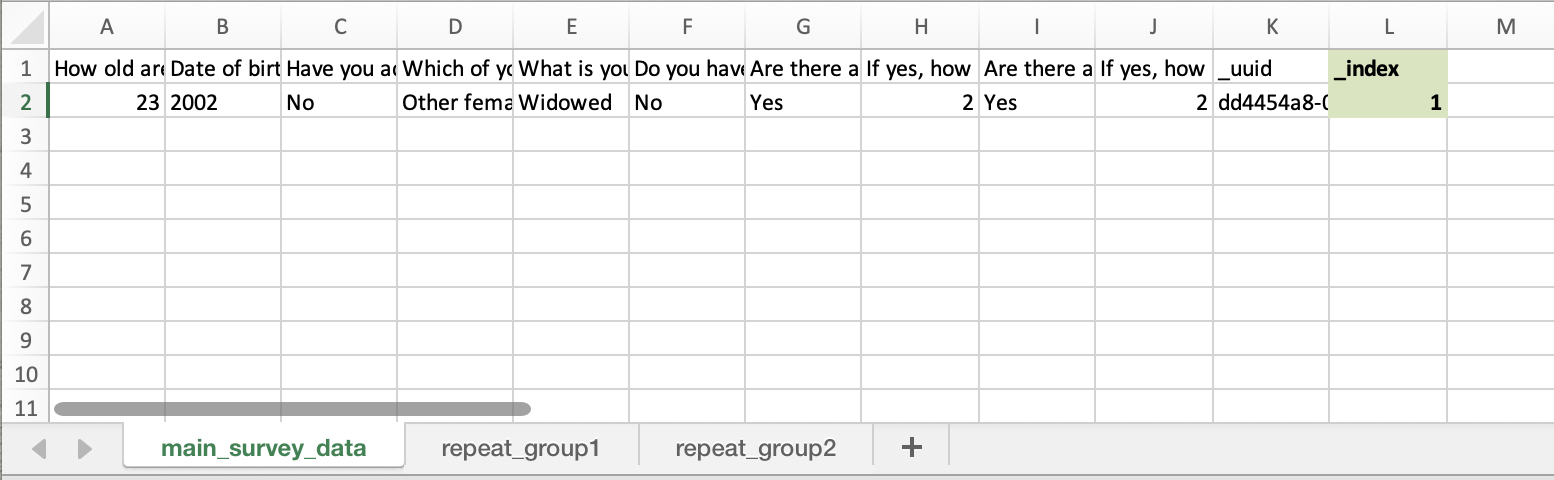 A B C D E F G H I J K L M
1 How old are Date of birt Have you a Which of yo What is you Do you have Are there a If yes, how Are there a If yes, how _uuid _index
2 23 2002 No Other fema Widowed No Yes 2 Yes 2 dd4454a8-0 1
3
4
5
6
7
8
9
10
11
main_survey_data repeat_group1 repeat_group2 +